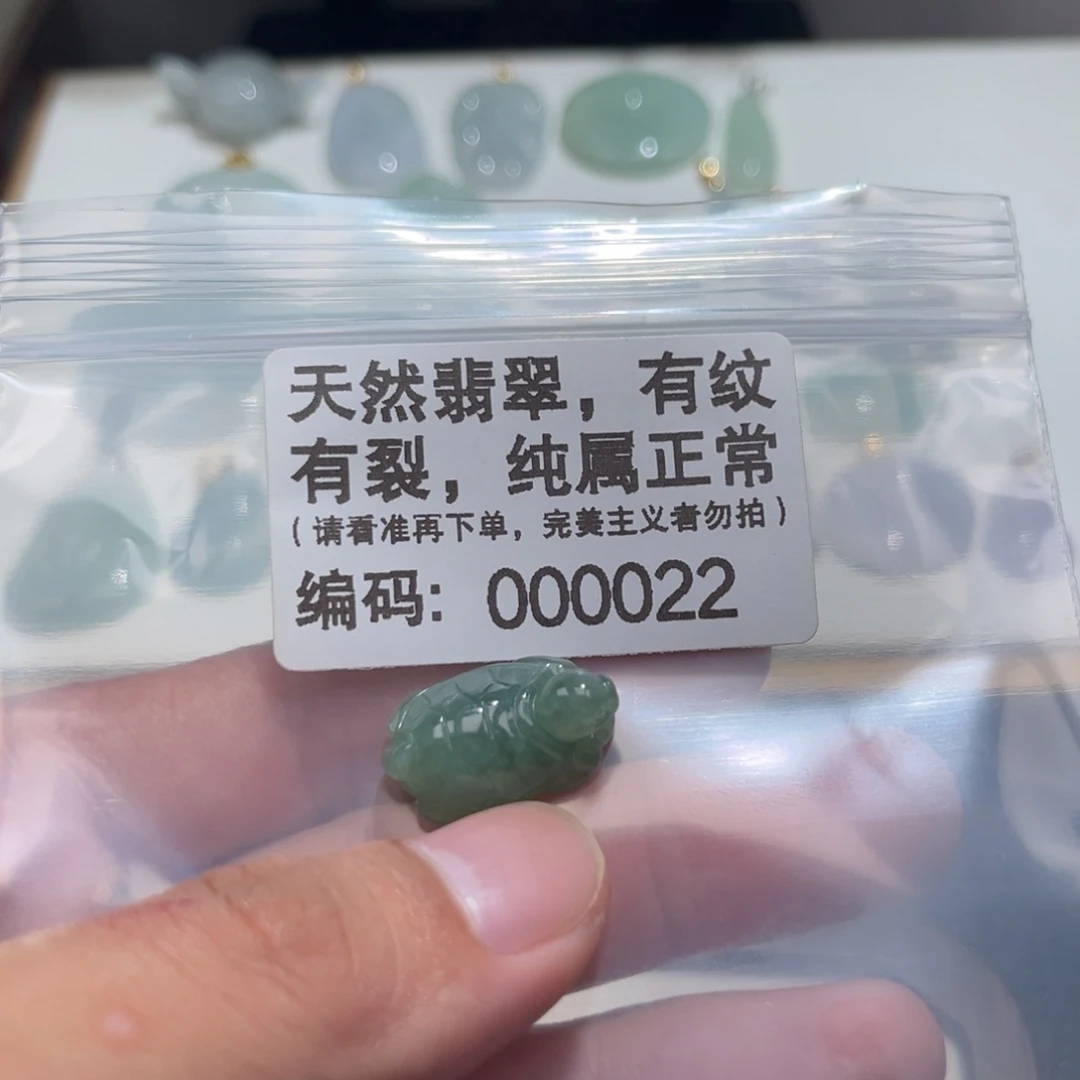 天然翡翠，有纹
有裂，纯属正常
（请看准再下单，完美主义者勿拍）
编码: 000022